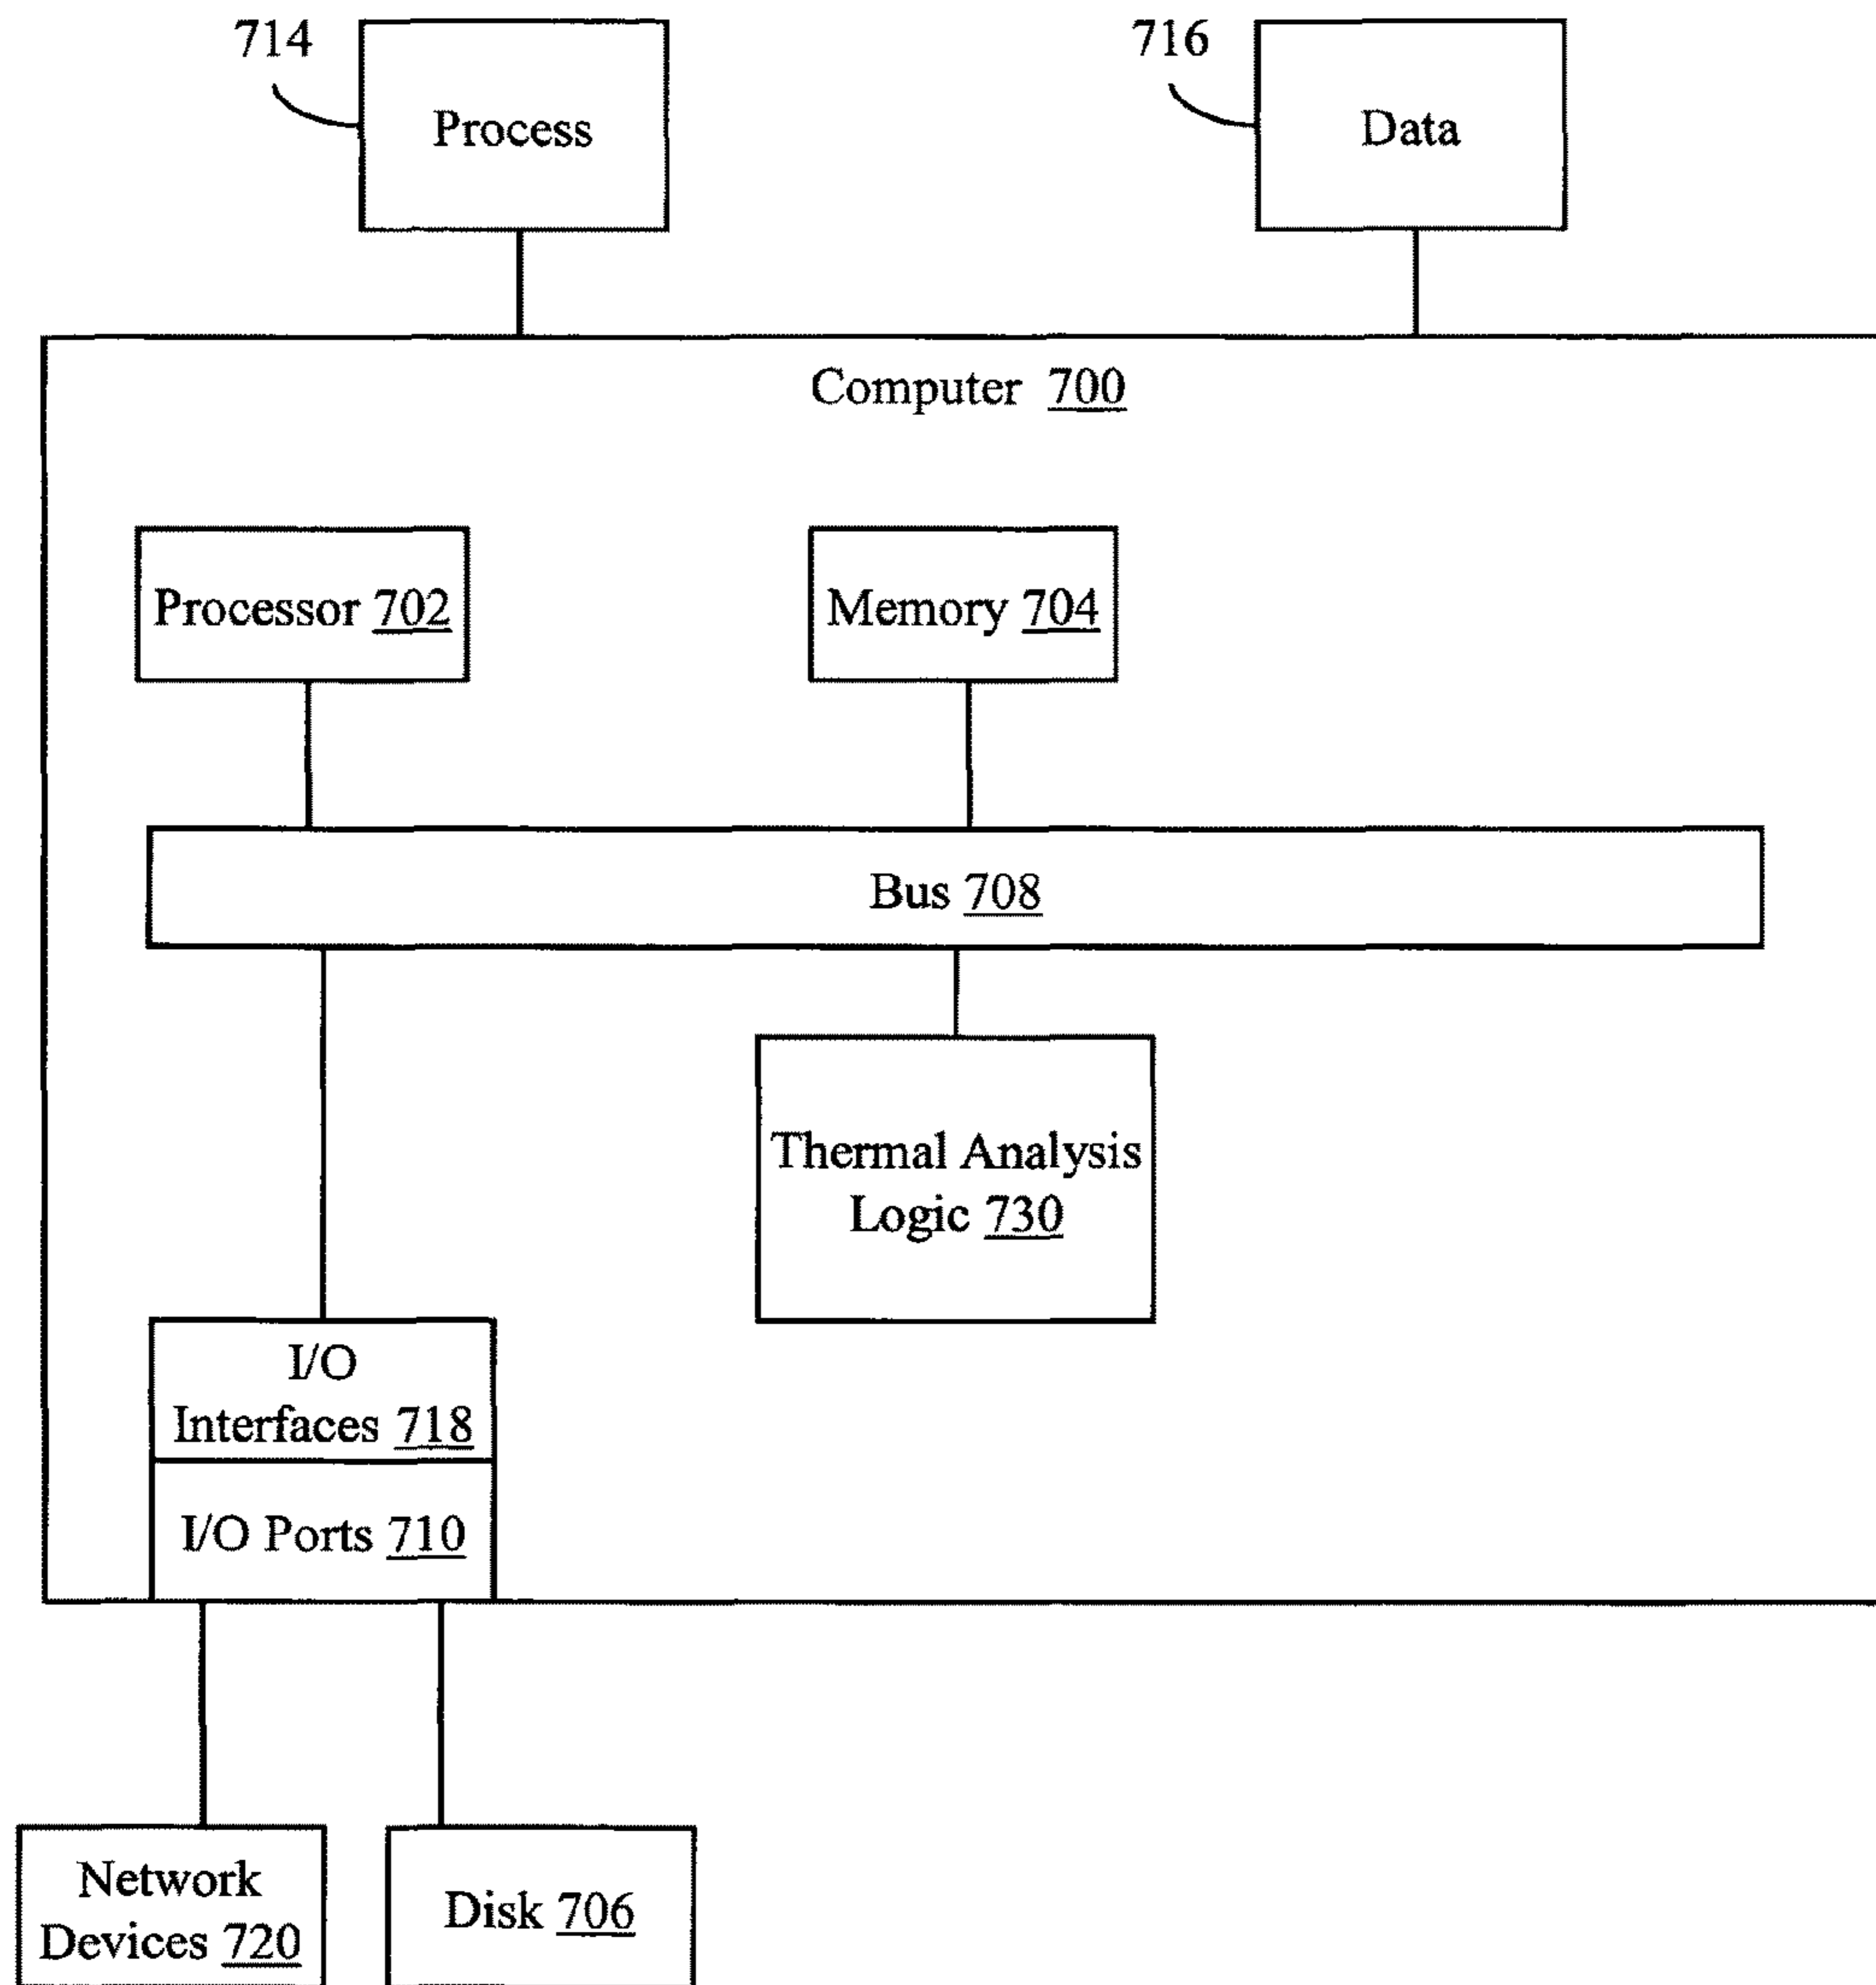 714
Process
716
Data
Computer 700
Processor 702
Memory 704
Bus 708
Thermal Analysis
Logic 730
I/O
Interfaces 718
I/O Ports 710
Network
Devices 720
Disk 706